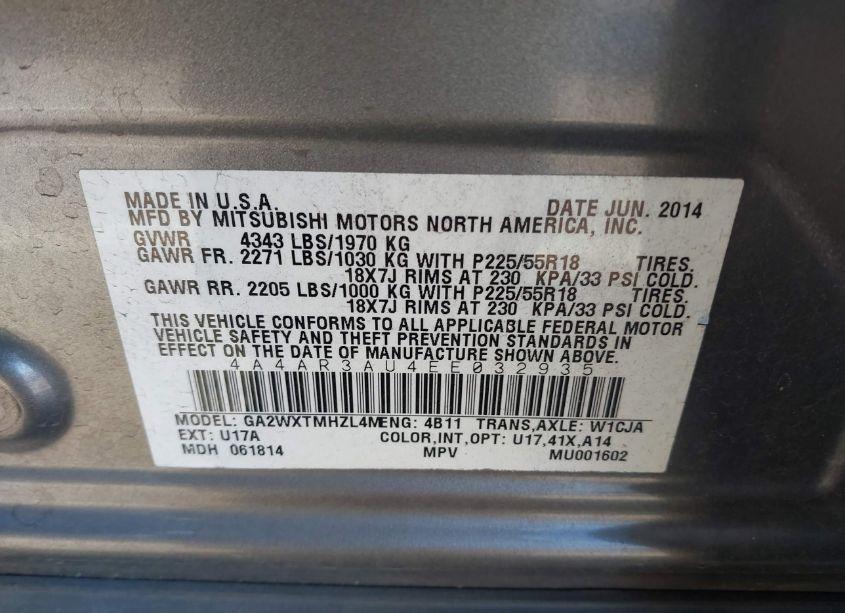 MADE IN U.S.A. DATE JUN. 2014
MFD BY MITSUBISHI MOTORS NORTH AMERICA, INC.
GVWR 4343 LBS/1970 KG
GAWR FR. 2271 LBS/1030 KG WITH P225/55R18 TIRES,
18X7J RIMS AT 230 KPA/33 PSI COLD.
GAWR RR. 2205 LBS/1000 KG WITH P225/55R18 TIRES,
18X7J RIMS AT 230 KPA/33 PSI COLD.
THIS VEHICLE CONFORMS TO ALL APPLICABLE FEDERAL MOTOR
VEHICLE SAFETY AND THEFT PREVENTION STANDARDS IN
EFFECT ON THE DATE OF MANUFACTURE SHOWN ABOVE.
4A4AR3AU4EE032935
MODEL: GA2WXTMHZL4M ENG: 4B11 TRANS,AXLE: W1CJA
EXT: U17A COLOR,INT,OPT: U17,41X,A14
MDH 061814 MPV MU001602